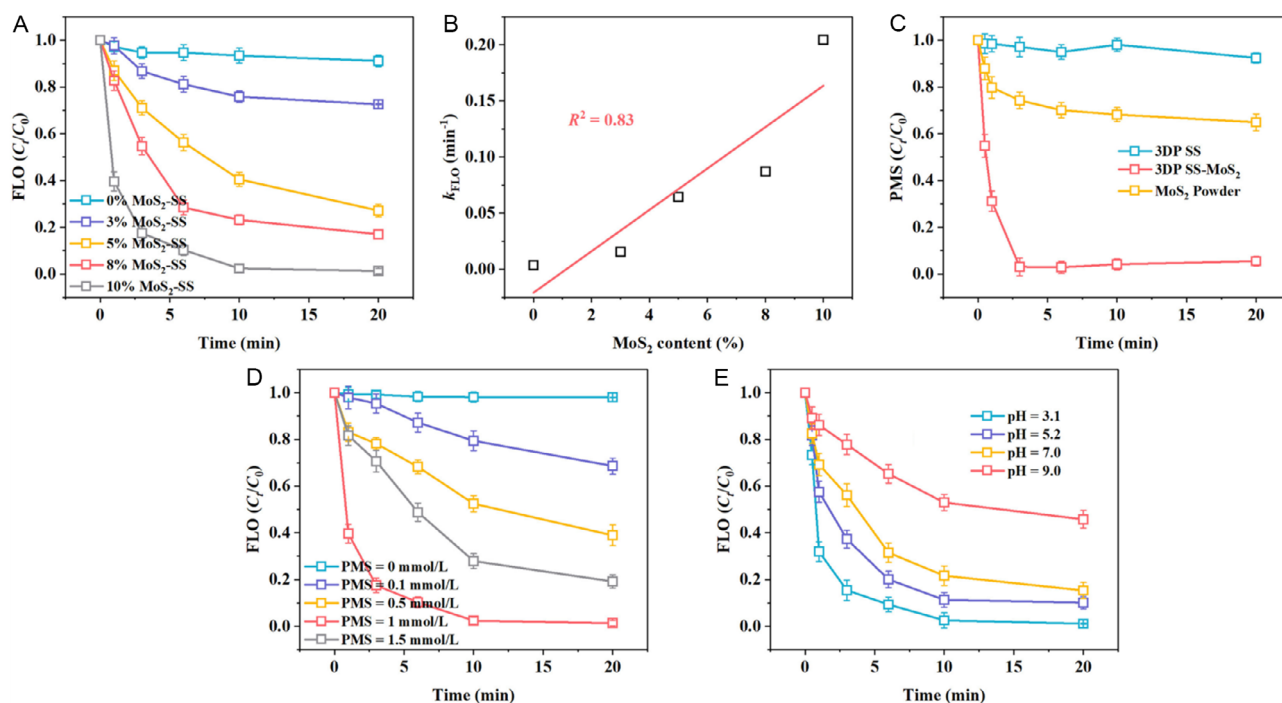 A
FLO (Ct/C0)
1.0
0.8
0.6
0.4
0.2
0.0
0% MoS2-SS
3% MoS2-SS
5% MoS2-SS
8% MoS2-SS
10% MoS2-SS
0 5 10 15 20
Time (min)
B
kFLO (min-1)
0.20
0.15
0.10
0.05
0.00
R2 = 0.83
0 2 4 6 8 10
MoS2 content (%)
C
PMS (Ct/C0)
1.0
0.8
0.6
0.4
0.2
0.0
3DP SS
3DP SS-MoS2
MoS2 Powder
0 5 10 15 20
Time (min)
D
FLO (Ct/C0)
1.0
0.8
0.6
0.4
0.2
0.0
PMS = 0 mmol/L
PMS = 0.1 mmol/L
PMS = 0.5 mmol/L
PMS = 1 mmol/L
PMS = 1.5 mmol/L
0 5 10 15 20
Time (min)
E
FLO (Ct/C0)
1.0
0.8
0.6
0.4
0.2
0.0
pH = 3.1
pH = 5.2
pH = 7.0
pH = 9.0
0 5 10 15 20
Time (min)